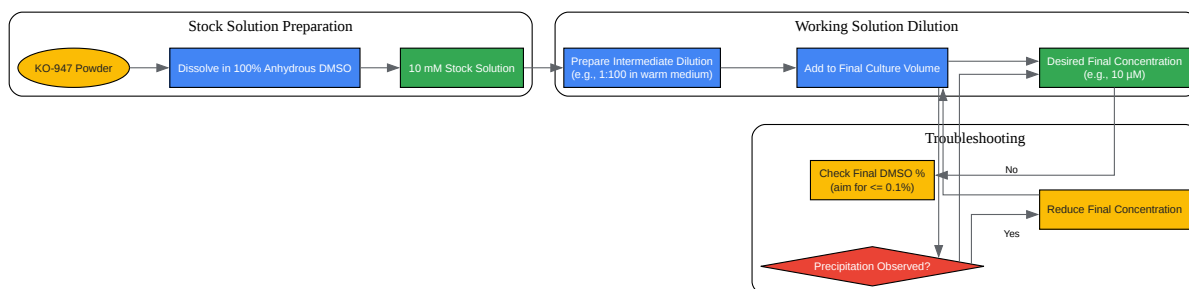 Stock Solution Preparation
KO-947 Powder
Dissolve in 100% Anhydrous DMSO
10 mM Stock Solution
Working Solution Dilution
Prepare Intermediate Dilution
(e.g., 1:100 in warm medium)
Add to Final Culture Volume
Desired Final Concentration
(e.g., 10 µM)
Troubleshooting
Check Final DMSO %
(aim for <= 0.1%)
No
Reduce Final Concentration
Yes
Precipitation Observed?